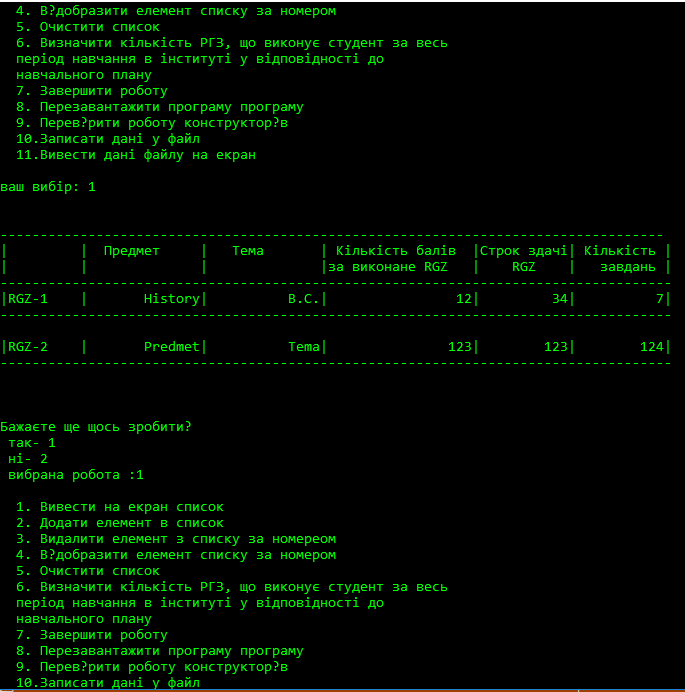 4. В?добразити елемент списку за номером
5. Очистити список
6. Визначити кількість РГЗ, що виконує студент за весь
період навчання в інституті у відповідності до
навчального плану
7. Завершити роботу
8. Перезавантажити програму програму
9. Перев?рити роботу конструктор?в
10.Записати дані у файл
11.Вивести дані файлу на екран
ваш вибір: 1
-----------------------------------------------------------------------------------
|         |  Предмет     |   Тема       | Кількість балів  |Строк здачі| Кількість |
|         |              |              |за виконане RGZ   |    RGZ    |   завдань |
------------------------------------------------------------------------------------
|RGZ-1    |       History|          B.C.|                12|         34|          7|
------------------------------------------------------------------------------------
|RGZ-2    |       Predmet|          Tema|               123|        123|        124|
------------------------------------------------------------------------------------
Бажаєте ще щось зробити?
так- 1
ні- 2
вибрана робота :1
1. Вивести на екран список
2. Додати елемент в список
3. Видалити елемент з списку за номереом
4. В?добразити елемент списку за номером
5. Очистити список
6. Визначити кількість РГЗ, що виконує студент за весь
період навчання в інституті у відповідності до
навчального плану
7. Завершити роботу
8. Перезавантажити програму програму
9. Перев?рити роботу конструктор?в
10.Записати дані у файл